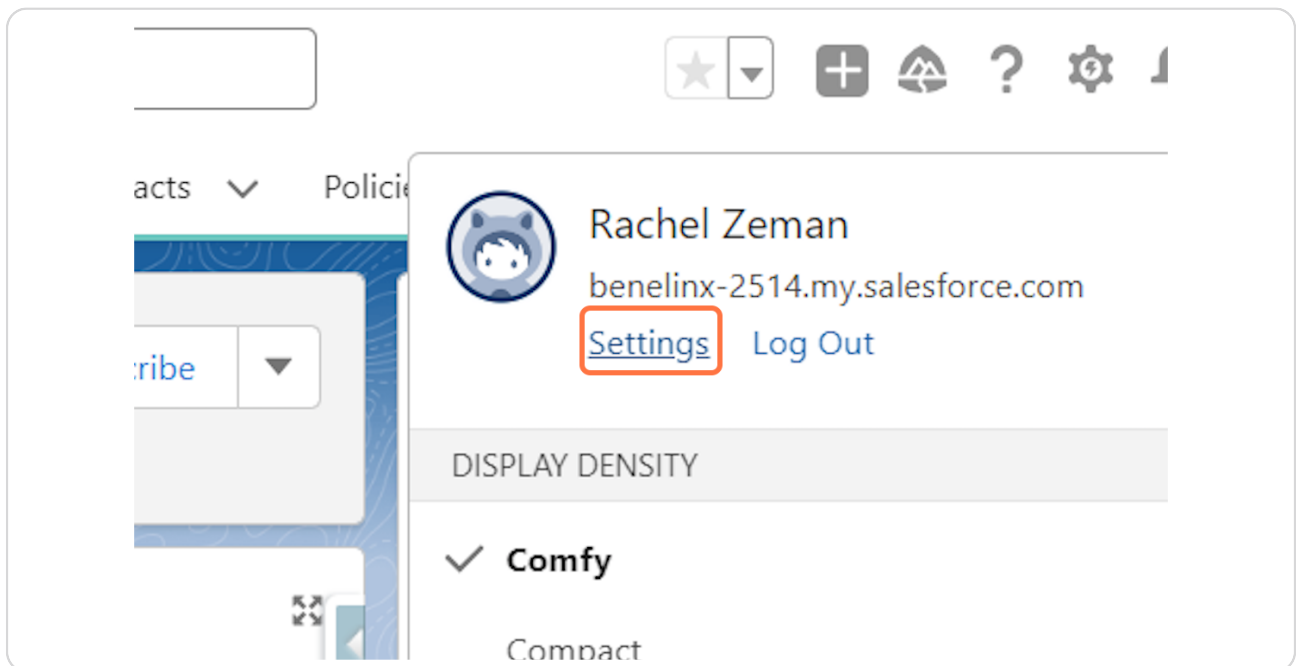 acts
Policie
Rachel Zeman
benelinx-2514.my.salesforce.com
Settings Log Out
cribe
DISPLAY DENSITY
Comfy
Compact